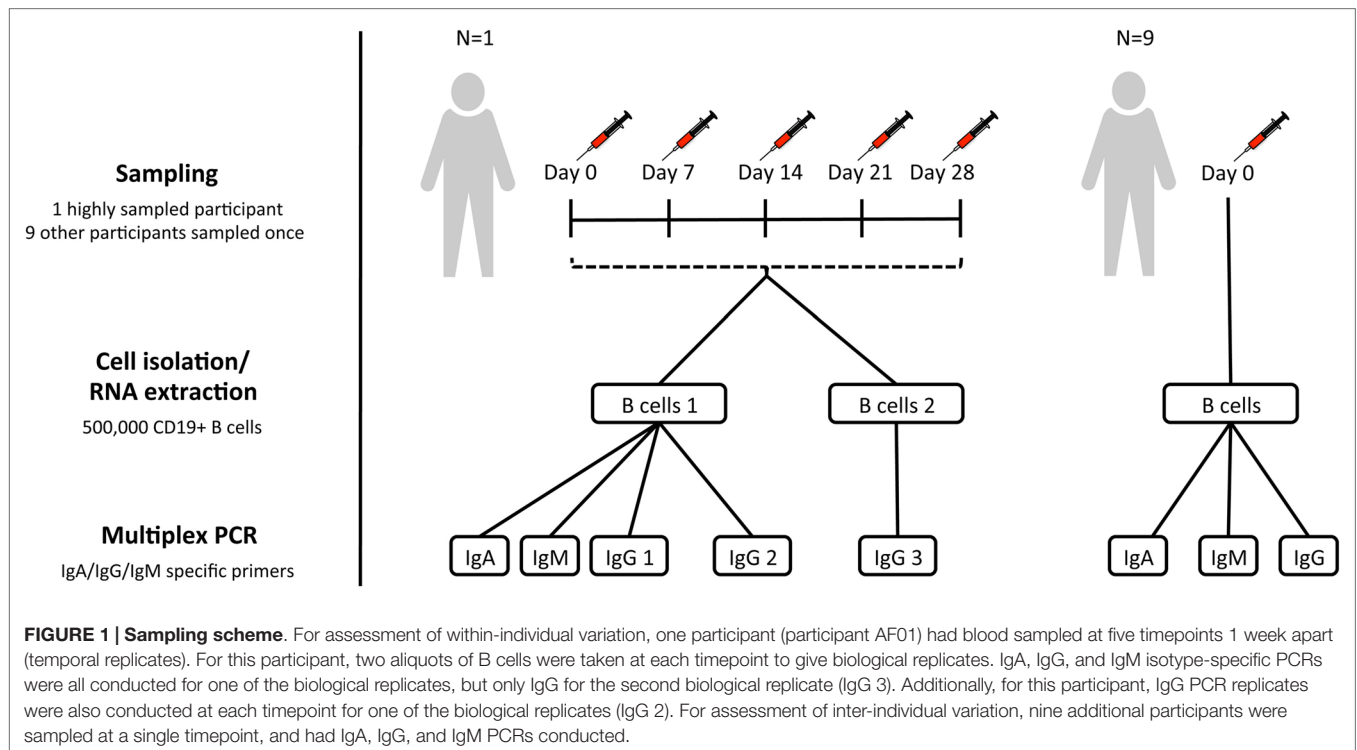 N=1
N=9
Sampling
1 highly sampled participant
9 other participants sampled once
Day 0
Day 7
Day 14
Day 21
Day 28
Day 0
Cell isolation/
RNA extraction
500,000 CD19+ B cells
B cells 1
B cells 2
B cells
Multiplex PCR
IgA/IgG/IgM specific primers
IgA
IgM
IgG 1
IgG 2
IgG 3
IgA
IgM
IgG
FIGURE 1 | Sampling scheme. For assessment of within-individual variation, one participant (participant AF01) had blood sampled at five timepoints 1 week apart
(temporal replicates). For this participant, two aliquots of B cells were taken at each timepoint to give biological replicates. IgA, IgG, and IgM isotype-specific PCRs
were all conducted for one of the biological replicates, but only IgG for the second biological replicate (IgG 3). Additionally, for this participant, IgG PCR replicates
were also conducted at each timepoint for one of the biological replicates (IgG 2). For assessment of inter-individual variation, nine additional participants were
sampled at a single timepoint, and had IgA, IgG, and IgM PCRs conducted.